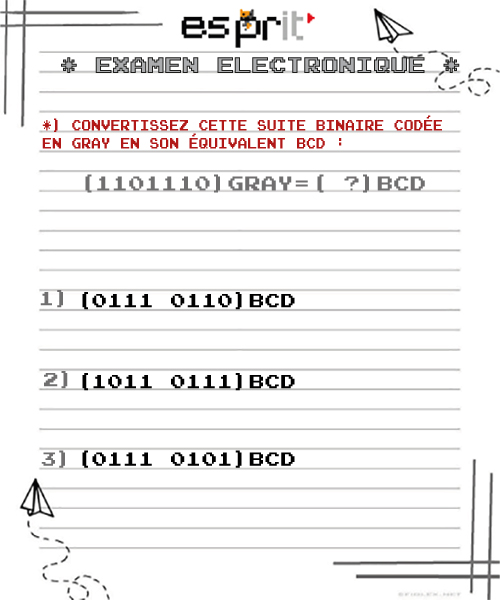 esprit
* EXAMEN ELECTRONIQUE *
*) CONVERTISSEZ CETTE SUITE BINAIRE CODÉE
EN GRAY EN SON ÉQUIVALENT BCD :
(1101110)GRAY=( ?)BCD
1) (0111 0110)BCD
2) (1011 0111)BCD
3) (0111 0101)BCD